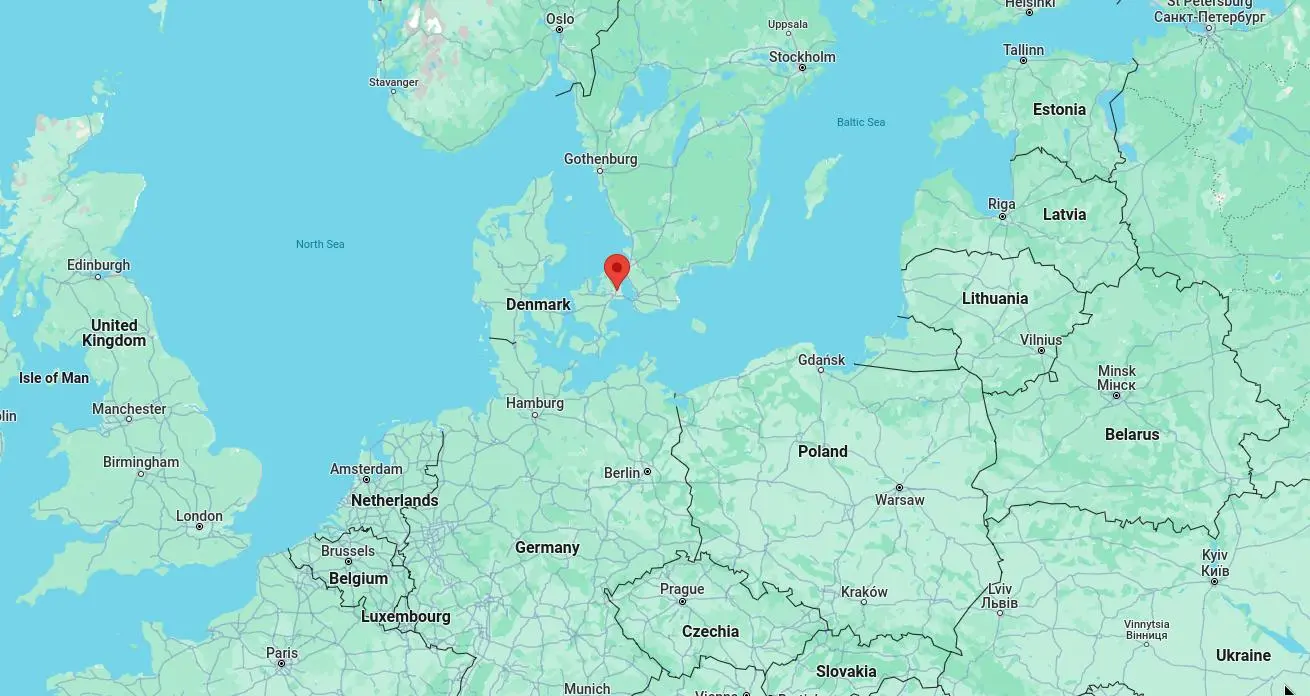 Helsinki
St Petersburg
Санкт-Петербург
Oslo
Uppsala
Tallinn
Stockholm
Stavanger
Estonia
Baltic Sea
Gothenburg
Riga
Latvia
North Sea
Edinburgh
Denmark
Lithuania
United
Kingdom
Vilnius
Gdańsk
Isle of Man
Minsk
Мінск
Hamburg
Manchester
lin
Belarus
Poland
Birmingham
Amsterdam
Berlin
Netherlands
Warsaw
London
Germany
Brussels
Kyiv
Київ
Belgium
Prague
Kraków
Lviv
Львів
Luxembourg
Vinnytsia
Вінниця
Czechia
Paris
Ukraine
Slovakia
Munich